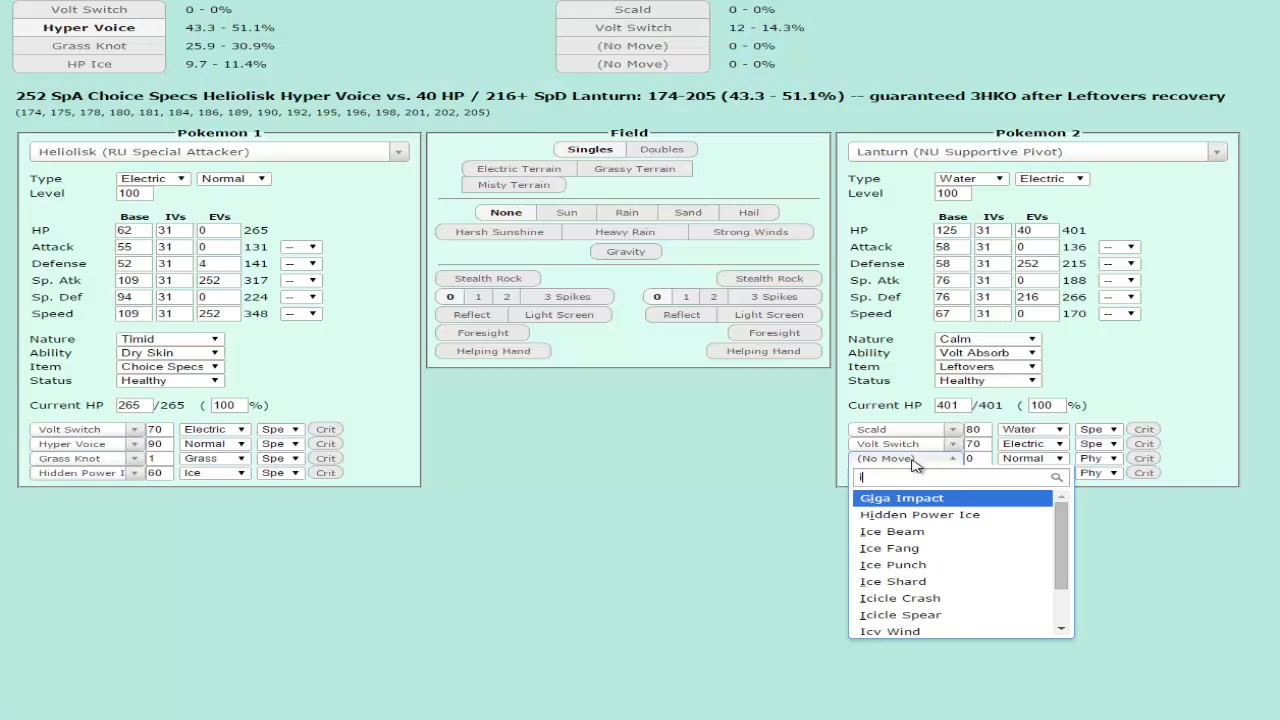 Volt Switch 0 - 0%
Hyper Voice 43.3 - 51.1%
Grass Knot 25.9 - 30.9%
HP Ice 9.7 - 11.4%
Scald 0 - 0%
Volt Switch 12 - 14.3%
(No Move) 0 - 0%
(No Move) 0 - 0%
252 SpA Choice Specs Heliolisk Hyper Voice vs. 40 HP / 216+ SpD Lanturn: 174-205 (43.3 - 51.1%) -- guaranteed 3HKO after Leftovers recovery
(174, 175, 178, 180, 181, 184, 186, 189, 190, 192, 195, 196, 198, 201, 202, 205)
Pokemon 1
Heliolisk (RU Special Attacker)
Type Electric Normal
Level 100
Base IVs EVs
HP 62 31 0 265
Attack 55 31 0 131 --
Defense 52 31 4 141 --
Sp. Atk 109 31 252 317 --
Sp. Def 94 31 0 224 --
Speed 109 31 252 348 --
Nature Timid
Ability Dry Skin
Item Choice Specs
Status Healthy
Current HP 265 /265 ( 100 %)
Volt Switch 70 Electric Spe Crit
Hyper Voice 90 Normal Spe Crit
Grass Knot 1 Grass Spe Crit
Hidden Power I 60 Ice Spe Crit
Field
Singles Doubles
Electric Terrain Grassy Terrain
Misty Terrain
None Sun Rain Sand Hail
Harsh Sunshine Heavy Rain Strong Winds
Gravity
Stealth Rock Stealth Rock
0 1 2 3 Spikes 0 1 2 3 Spikes
Reflect Light Screen Reflect Light Screen
Foresight Foresight
Helping Hand Helping Hand
Pokemon 2
Lanturn (NU Supportive Pivot)
Type Water Electric
Level 100
Base IVs EVs
HP 125 31 40 401
Attack 58 31 0 136 --
Defense 58 31 252 215 --
Sp. Atk 76 31 0 188 --
Sp. Def 76 31 216 266 --
Speed 67 31 0 170 --
Nature Calm
Ability Volt Absorb
Item Leftovers
Status Healthy
Current HP 401 /401 ( 100 %)
Scald 80 Water Spe Crit
Volt Switch 70 Electric Spe Crit
(No Move) 0 Normal Phy Crit
Phy Crit
i
Giga Impact
Hidden Power Ice
Ice Beam
Ice Fang
Ice Punch
Ice Shard
Icicle Crash
Icicle Spear
Icy Wind